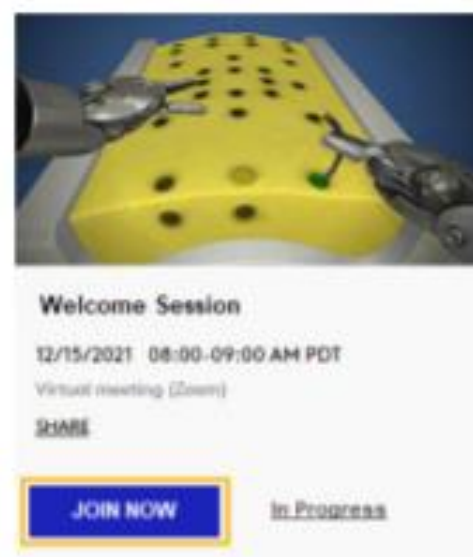 Welcome Session
12/15/2021 08:00-09:00 AM PDT
Virtual meeting (Zoom)
SHARE
JOIN NOW In Progress